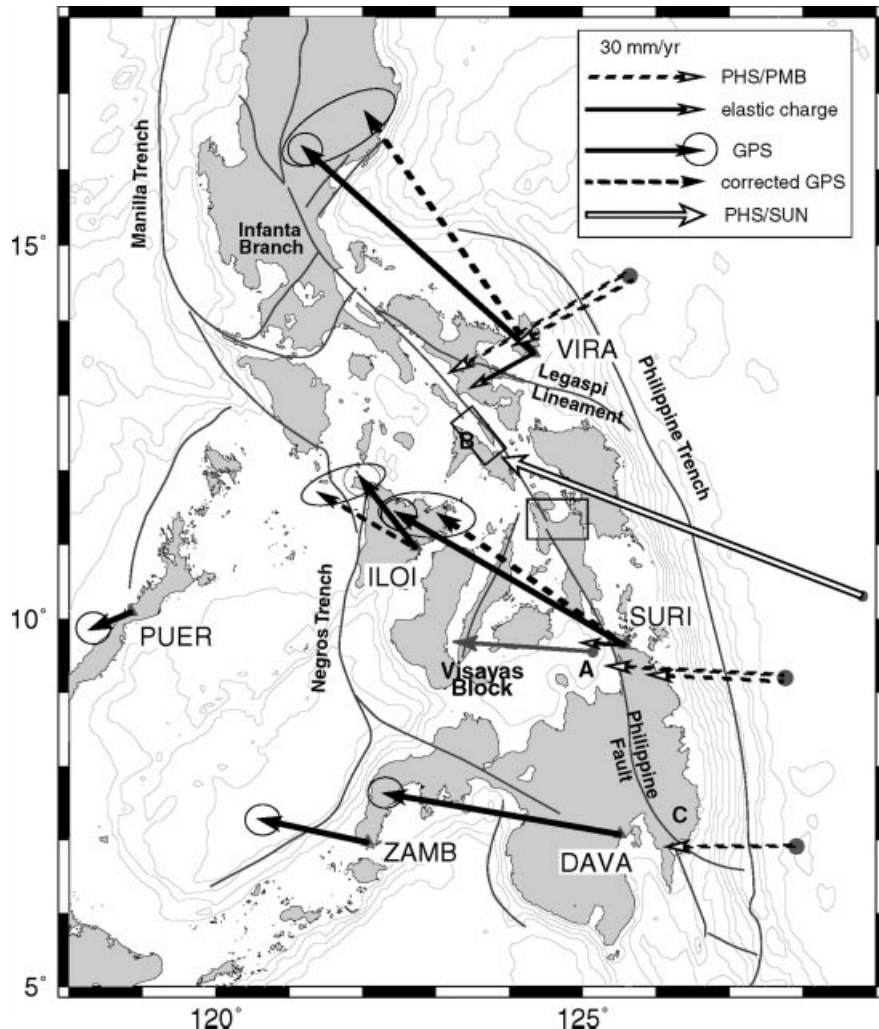 30 mm/yr
PHS/PMB
elastic charge
GPS
corrected GPS
PHS/SUN
Manilla Trench
Infanta
Branch
15°
VIRA
Legaspi
Lineament
Philippine Trench
B
ILOI
10°
PUER
SURI
Negros Trench
Visayas
Block
A
Philippine
Fault
C
ZAMB
DAVA
5°
120°
125°